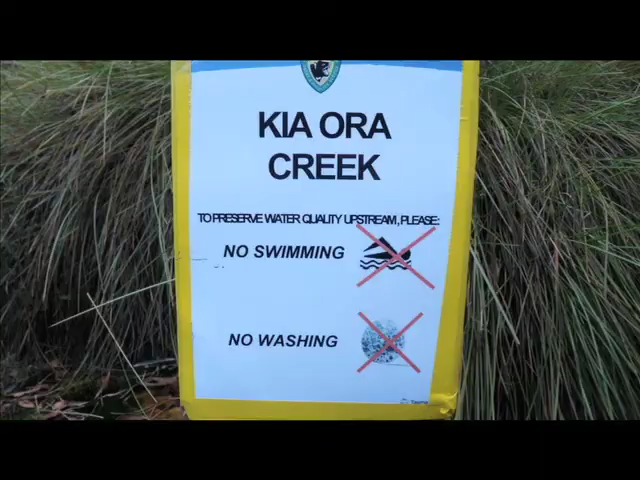 KIA ORA
CREEK
TO PRESERVE WATER QUALITY UPSTREAM, PLEASE:
NO SWIMMING
NO WASHING